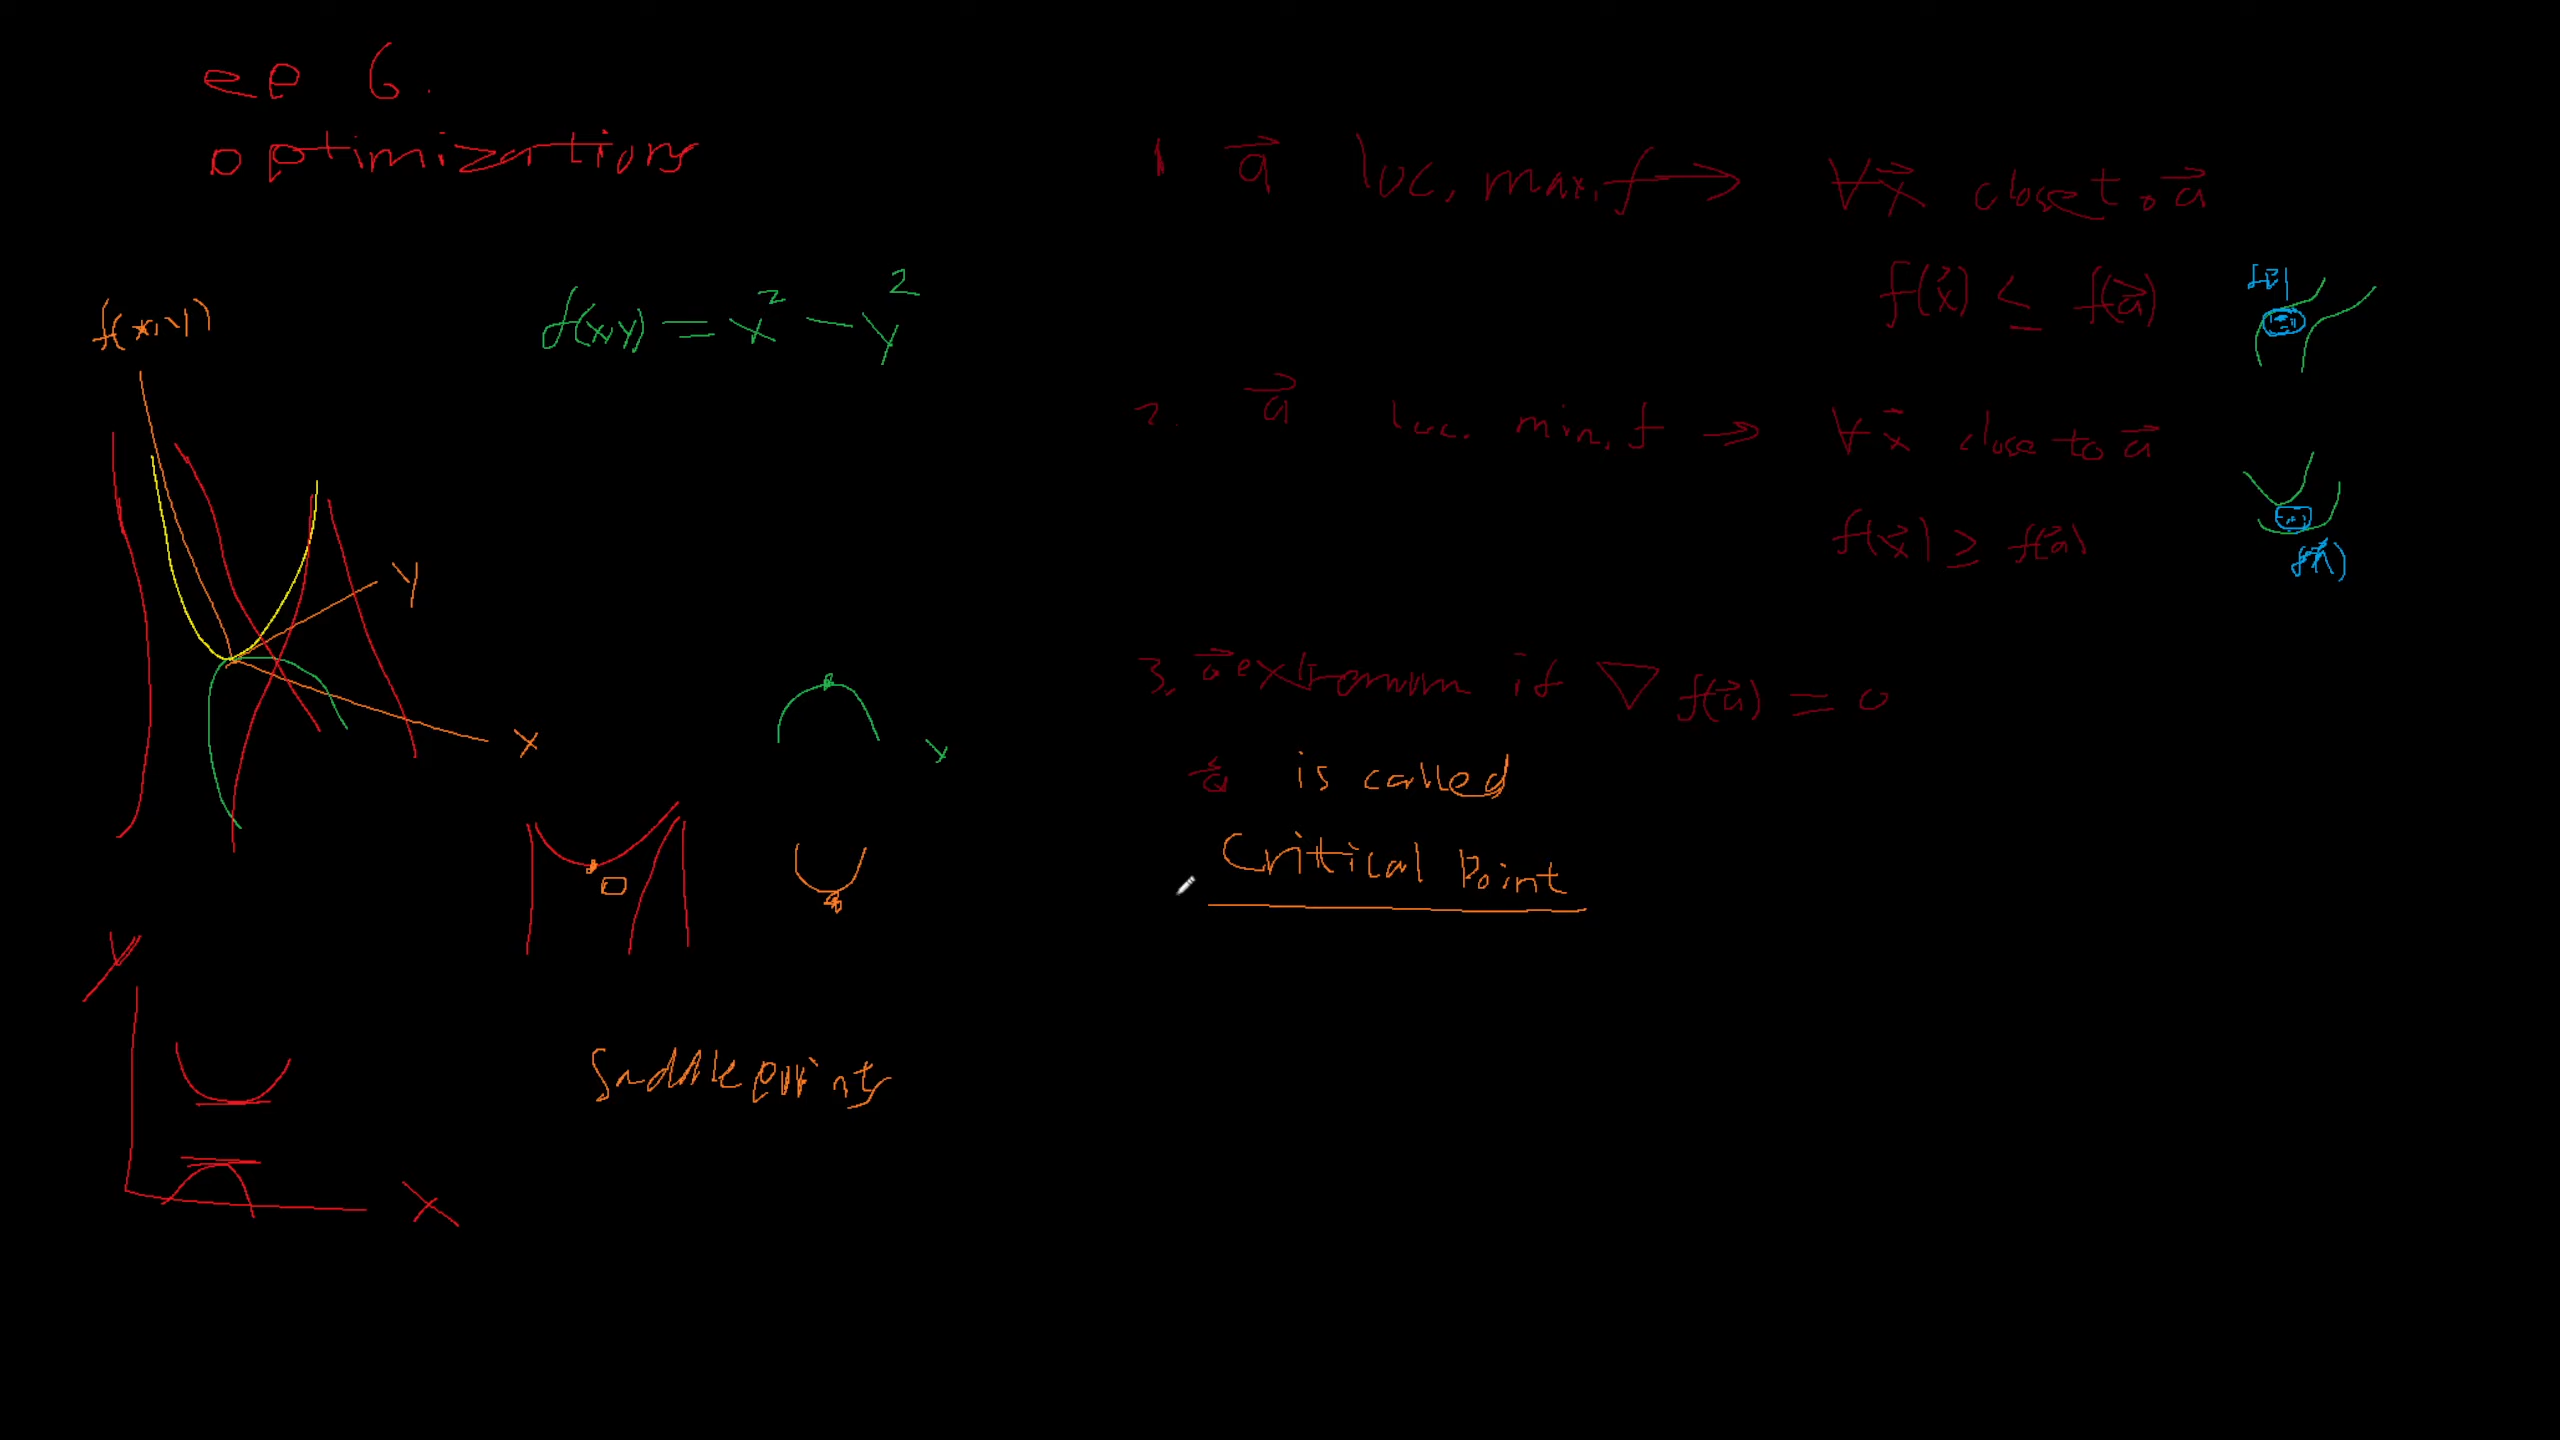 ep 6.
optimizations
f(x,y)
f(x,y) = x² - y²
Y
X
y
Y
X
Saddle points
1 a⃗ loc. max. f → ∀x⃗ close to a⃗
f(x⃗) ≤ f(a⃗)
2. a⃗ loc. min. f → ∀x⃗ close to a⃗
f(x⃗) ≥ f(a⃗)
f(a⃗)
3. a⃗ extremum if ∇f(a⃗) = 0
a⃗ is called
Critical Point